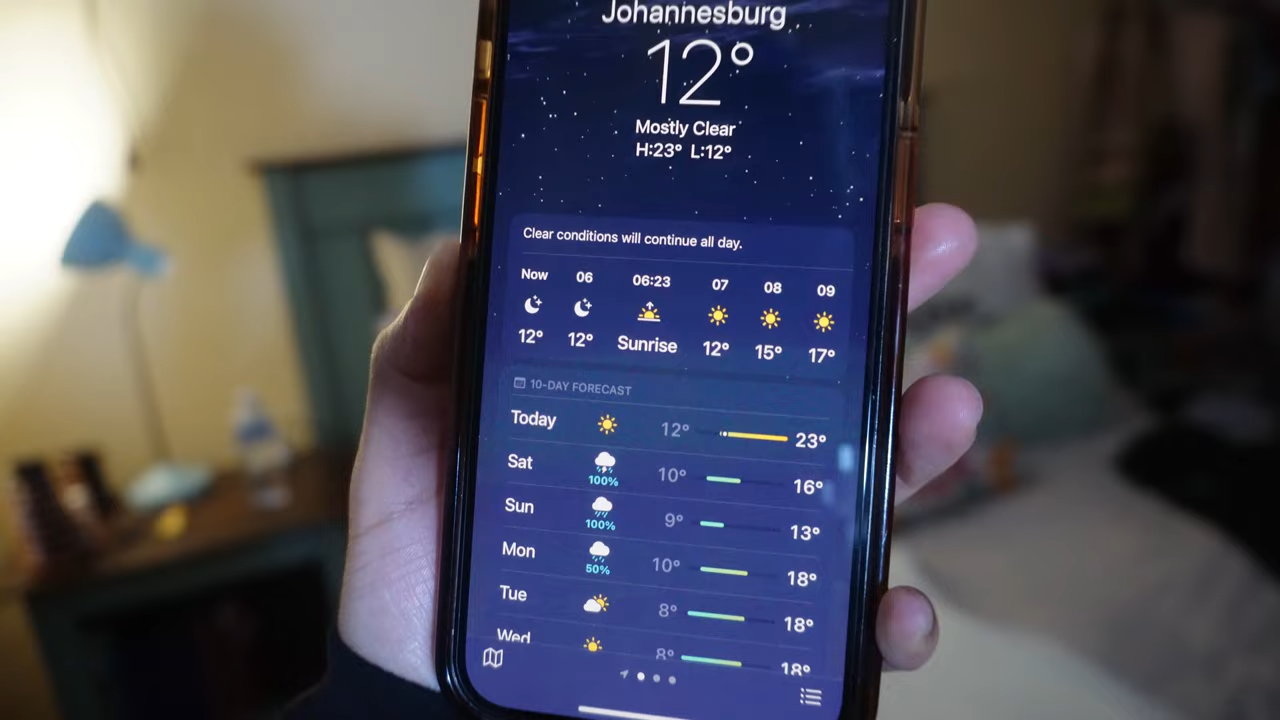 Johannesburg
12°
Mostly Clear
H:23° L:12°
Clear conditions will continue all day.
Now 06 06:23 07 08 09
12° 12° Sunrise 12° 15° 17°
10-DAY FORECAST
Today 12° 23°
Sat 100% 10° 16°
Sun 100% 9° 13°
Mon 50% 10° 18°
Tue 8° 18°
Wed 8° 18°